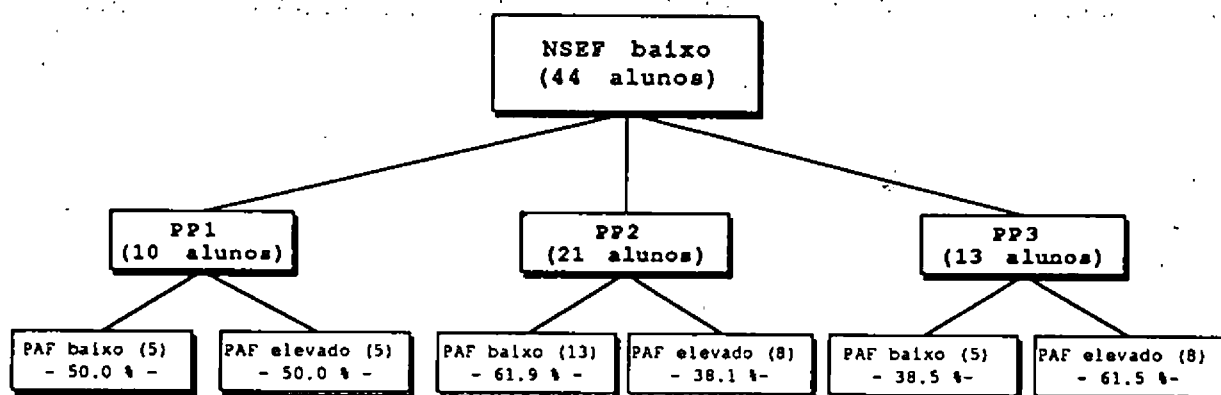 NSEF baixo
(44 alunos)
PP1
(10 alunos)
PP2
(21 alunos)
PP3
(13 alunos)
PAF baixo (5)
- 50.0 % -
PAF elevado (5)
- 50.0 % -
PAF baixo (13)
- 61.9 % -
PAF elevado (8)
- 38.1 %-
PAF baixo (5)
- 38.5 %-
PAF elevado (8)
- 61.5 %-